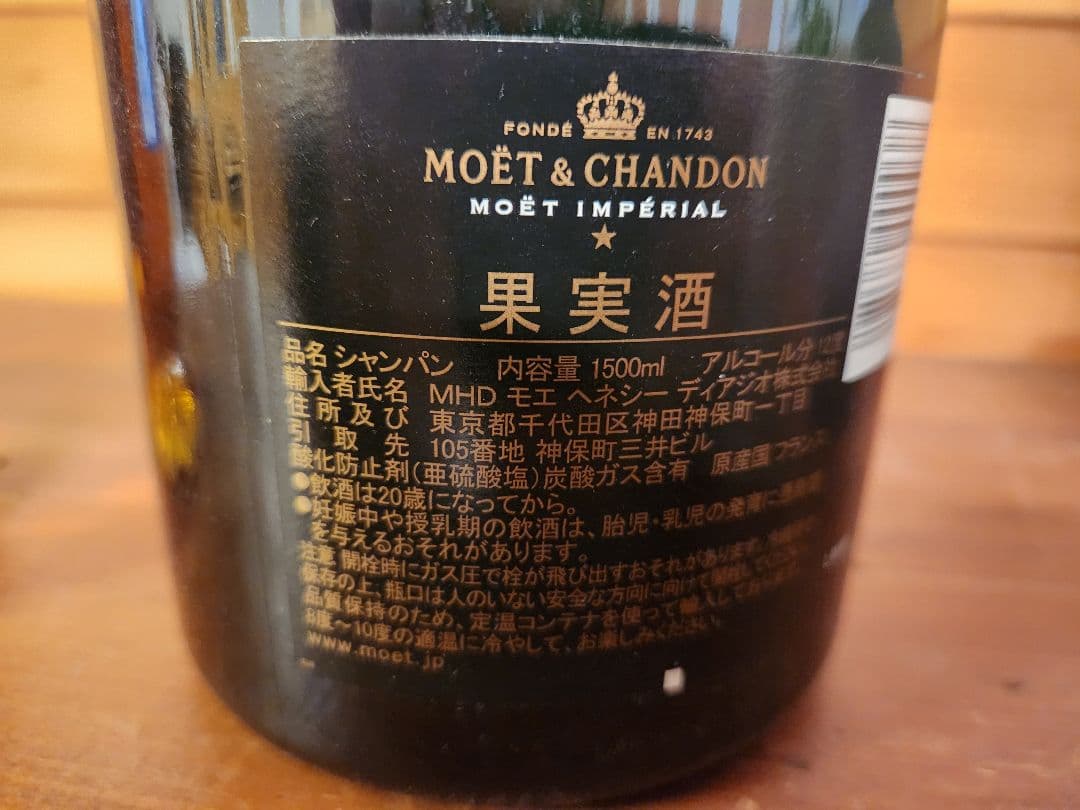 FONDÉ EN 1743
MOËT & CHANDON
MOËT IMPÉRIAL
果実酒
品名 シャンパン 内容量 1500ml アルコール分
輸入者氏名 MHD モエ ヘネシー ディアジオ株式会社
住所及び 東京都千代田区神田神保町一丁目
引取先 105番地 神保町三井ビル
酸化防止剤(亜硫酸塩)炭酸ガス含有 原産国 フランス
●飲酒は20歳になってから。
●妊娠中や授乳期の飲酒は、胎児・乳児の発育に悪影響
を与えるおそれがあります。
注意 開栓時にガス圧で栓が飛び出すおそれがあります。
保存の上、瓶口は人のいない安全な方向に向けて
品質保持のため、定温コンテナを使って輸入しております。
8度～10度の適温に冷やして、お楽しみください。
www.moet.jp